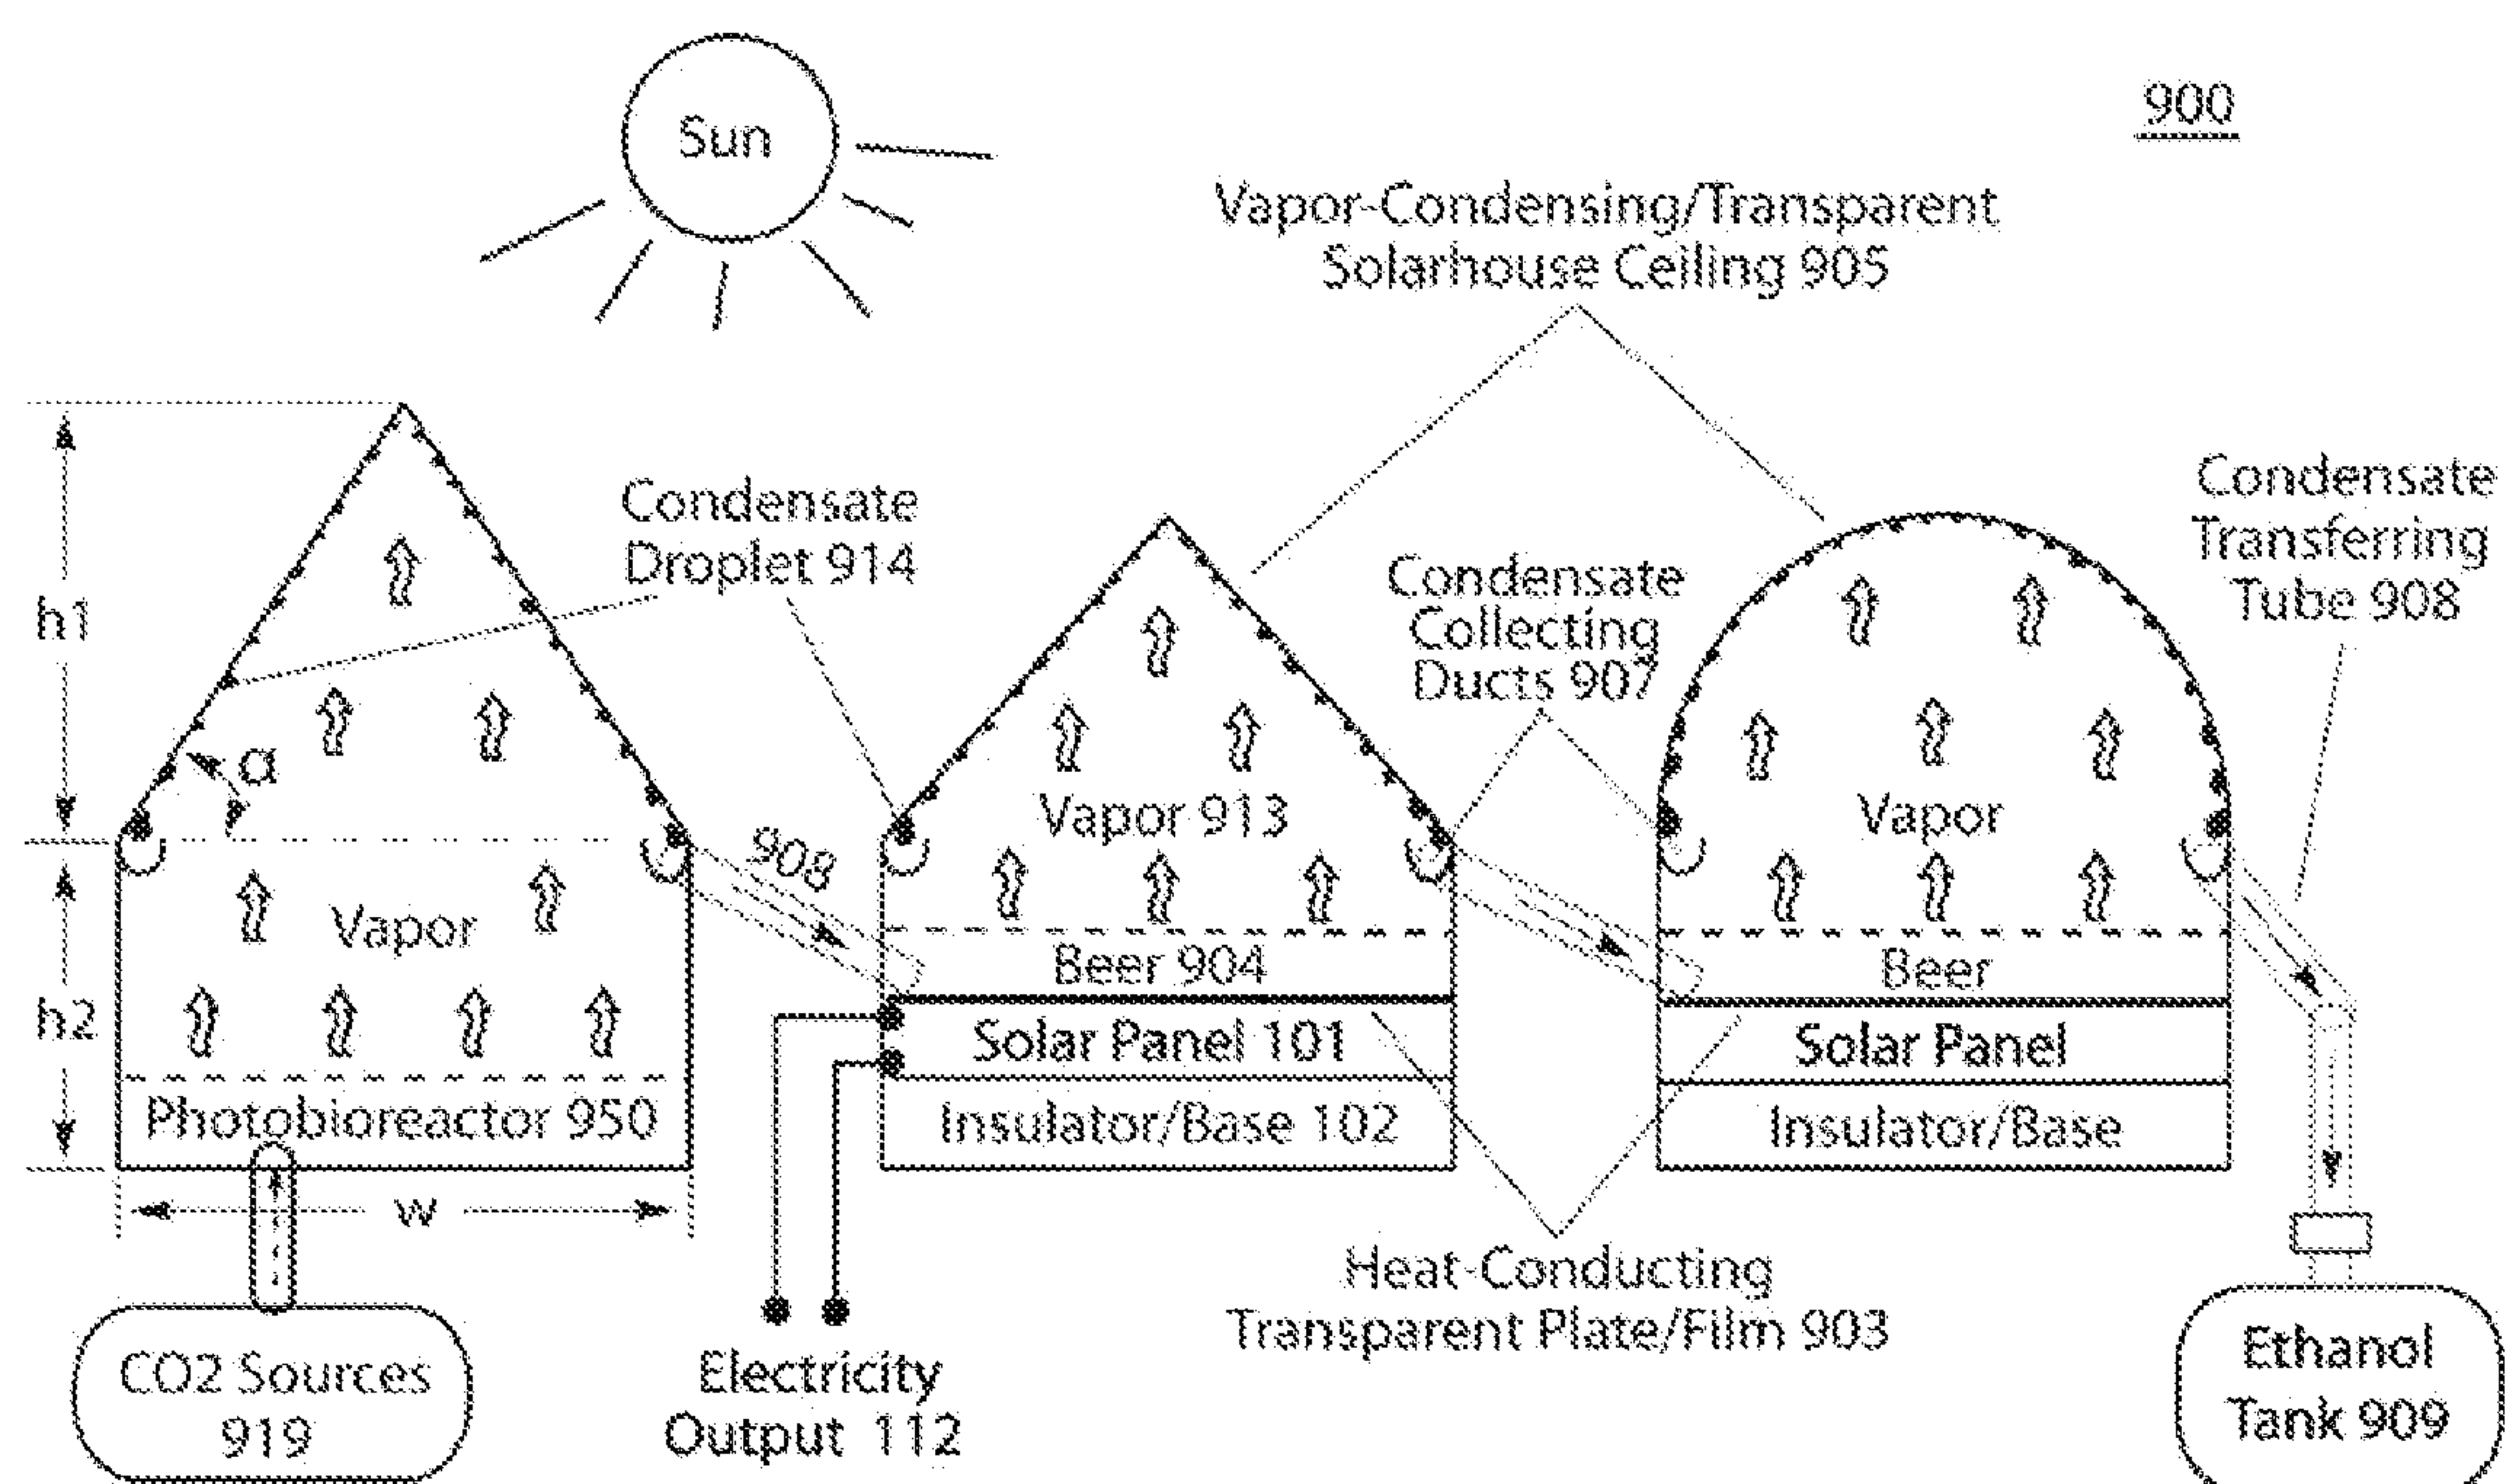 900
Sun
Vapor-Condensing/Transparent
Solarhouse Ceiling 905
Condensate
Droplet 914
Condensate
Collecting
Ducts 907
Condensate
Transferring
Tube 908
h1
α
h2
w
908
Vapor
Photobioreactor 950
CO2 Sources
919
Vapor 913
Beer 904
Solar Panel 101
Insulator/Base 102
Electricity
Output 112
Vapor
Beer
Solar Panel
Insulator/Base
Heat-Conducting
Transparent Plate/Film 903
Ethanol
Tank 909